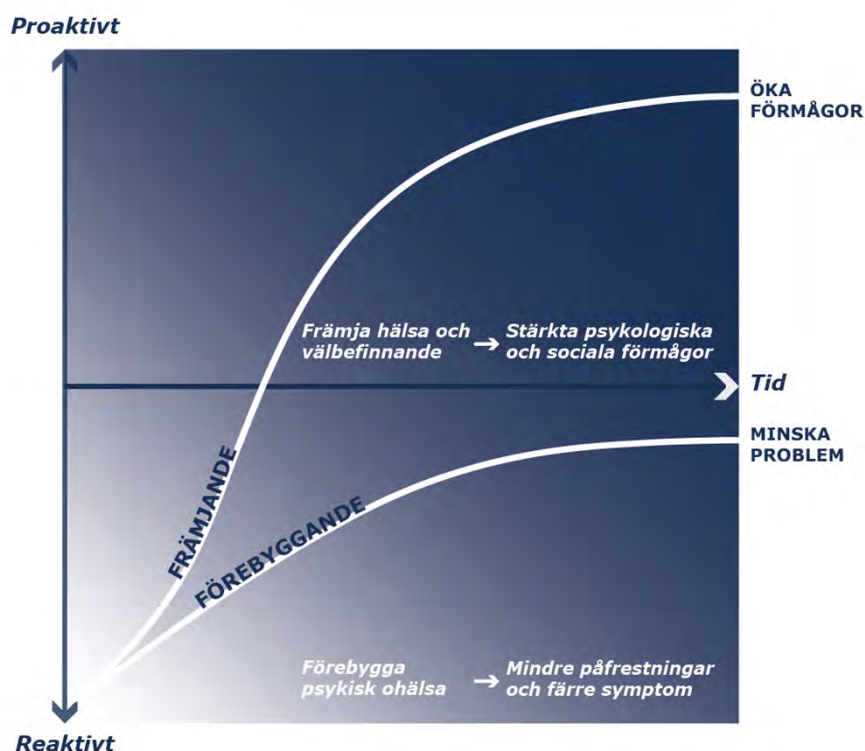 Proaktivt
ÖKA
FÖRMÅGOR
Främja hälsa och
välbefinnande
→ Stärkta psykologiska
och sociala förmågor
Tid
MINSKA
PROBLEM
FRÄMJANDE
FÖREBYGGANDE
Förebygga
psykisk ohälsa
→ Mindre påfrestningar
och färre symptom
Reaktivt